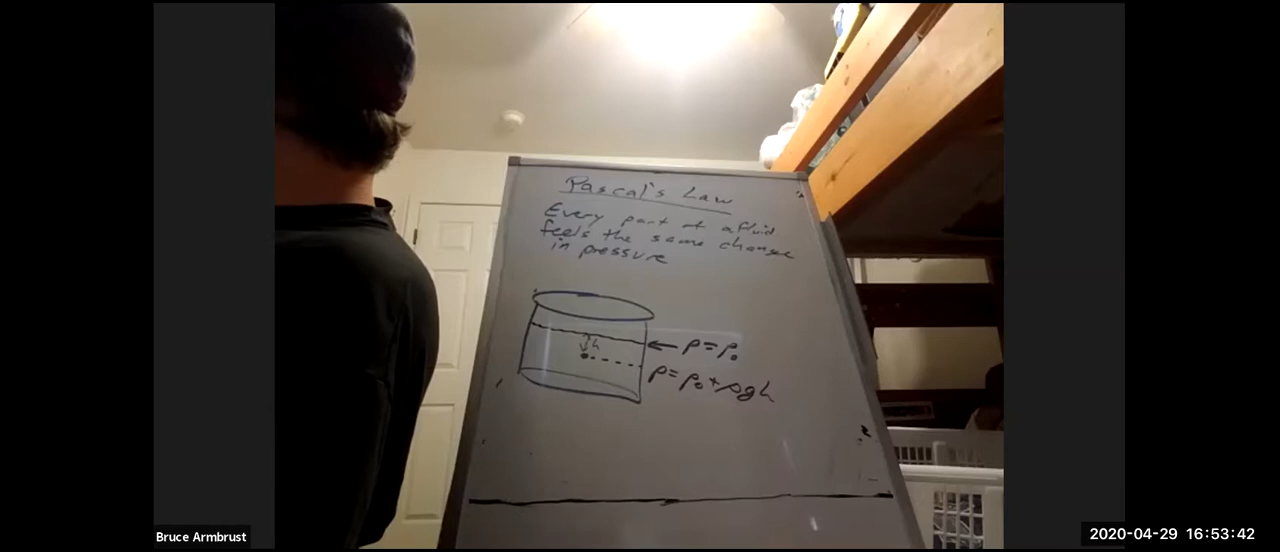 Pascal's Law
Every part of a fluid
feels the same change
in pressure
h
P = P₀
P = P₀ + ρgh
Bruce Armbrust
2020-04-29 16:53:42